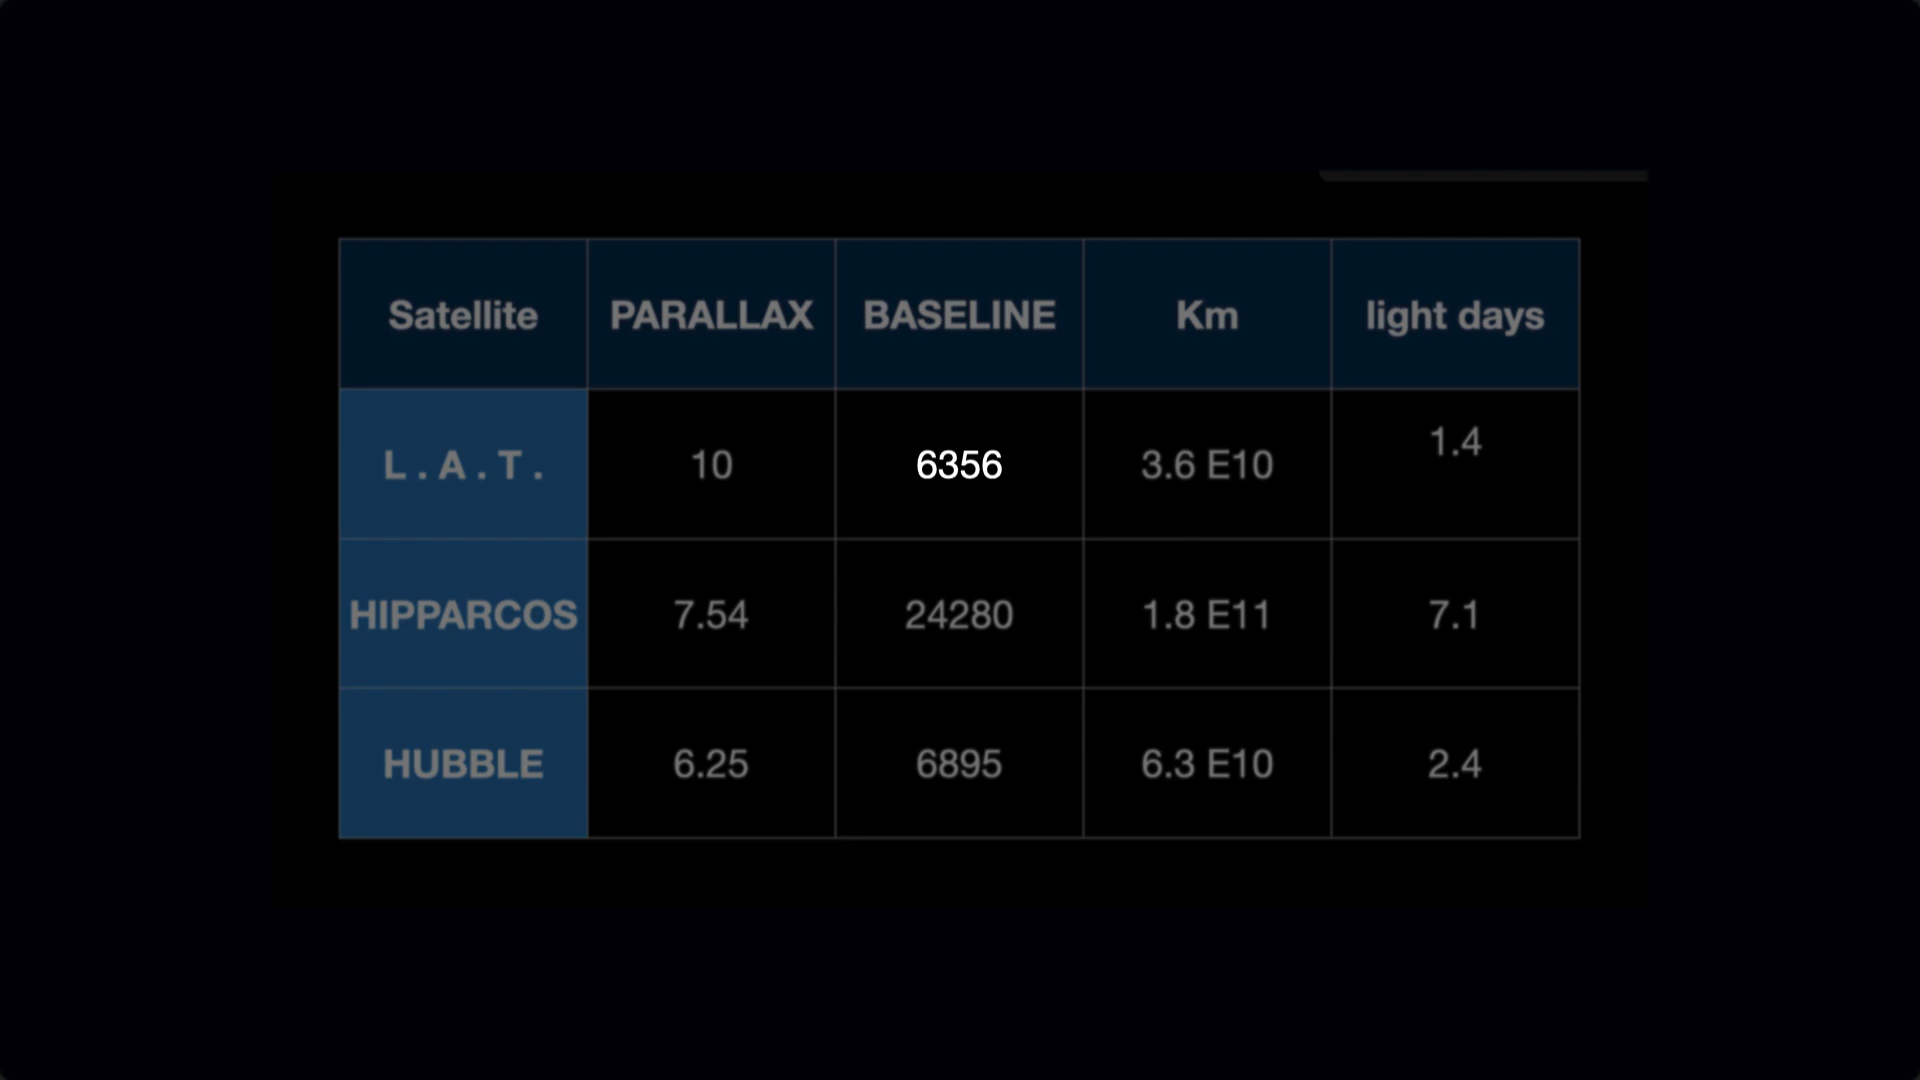 Satellite PARALLAX BASELINE Km light days
L . A . T . 10 6356 3.6 E10 1.4
HIPPARCOS 7.54 24280 1.8 E11 7.1
HUBBLE 6.25 6895 6.3 E10 2.4